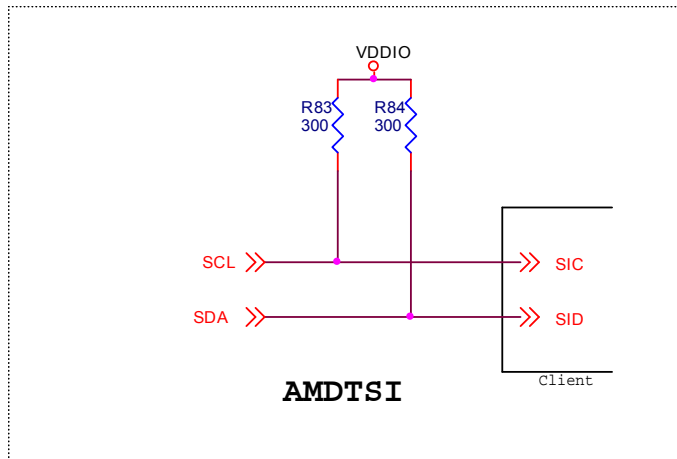 VDDIO
R83 R84
300 300
SCL SIC
SDA SID
Client
AMDTSI